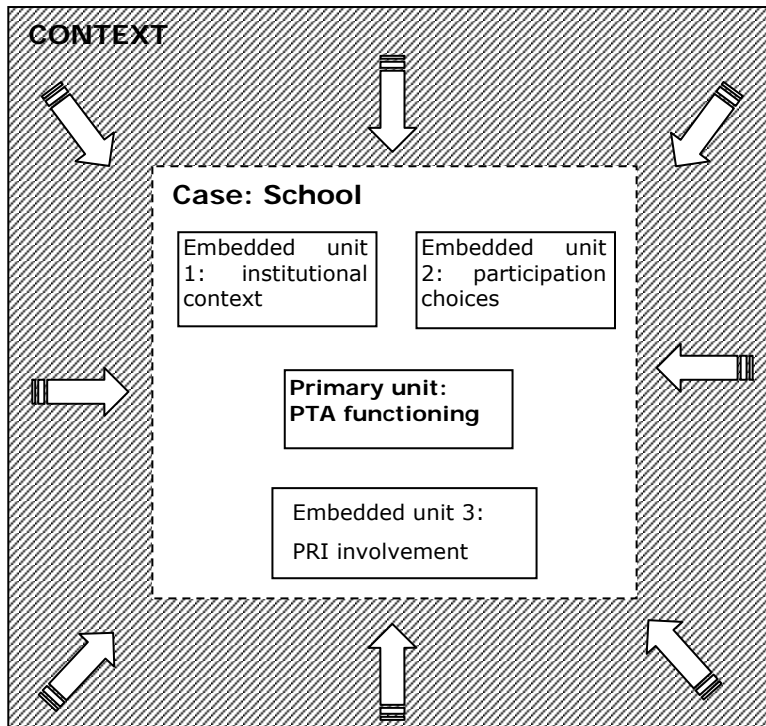 CONTEXT
Case: School
Embedded unit
1: institutional
context
Embedded unit
2: participation
choices
Primary unit:
PTA functioning
Embedded unit 3:
PRI involvement